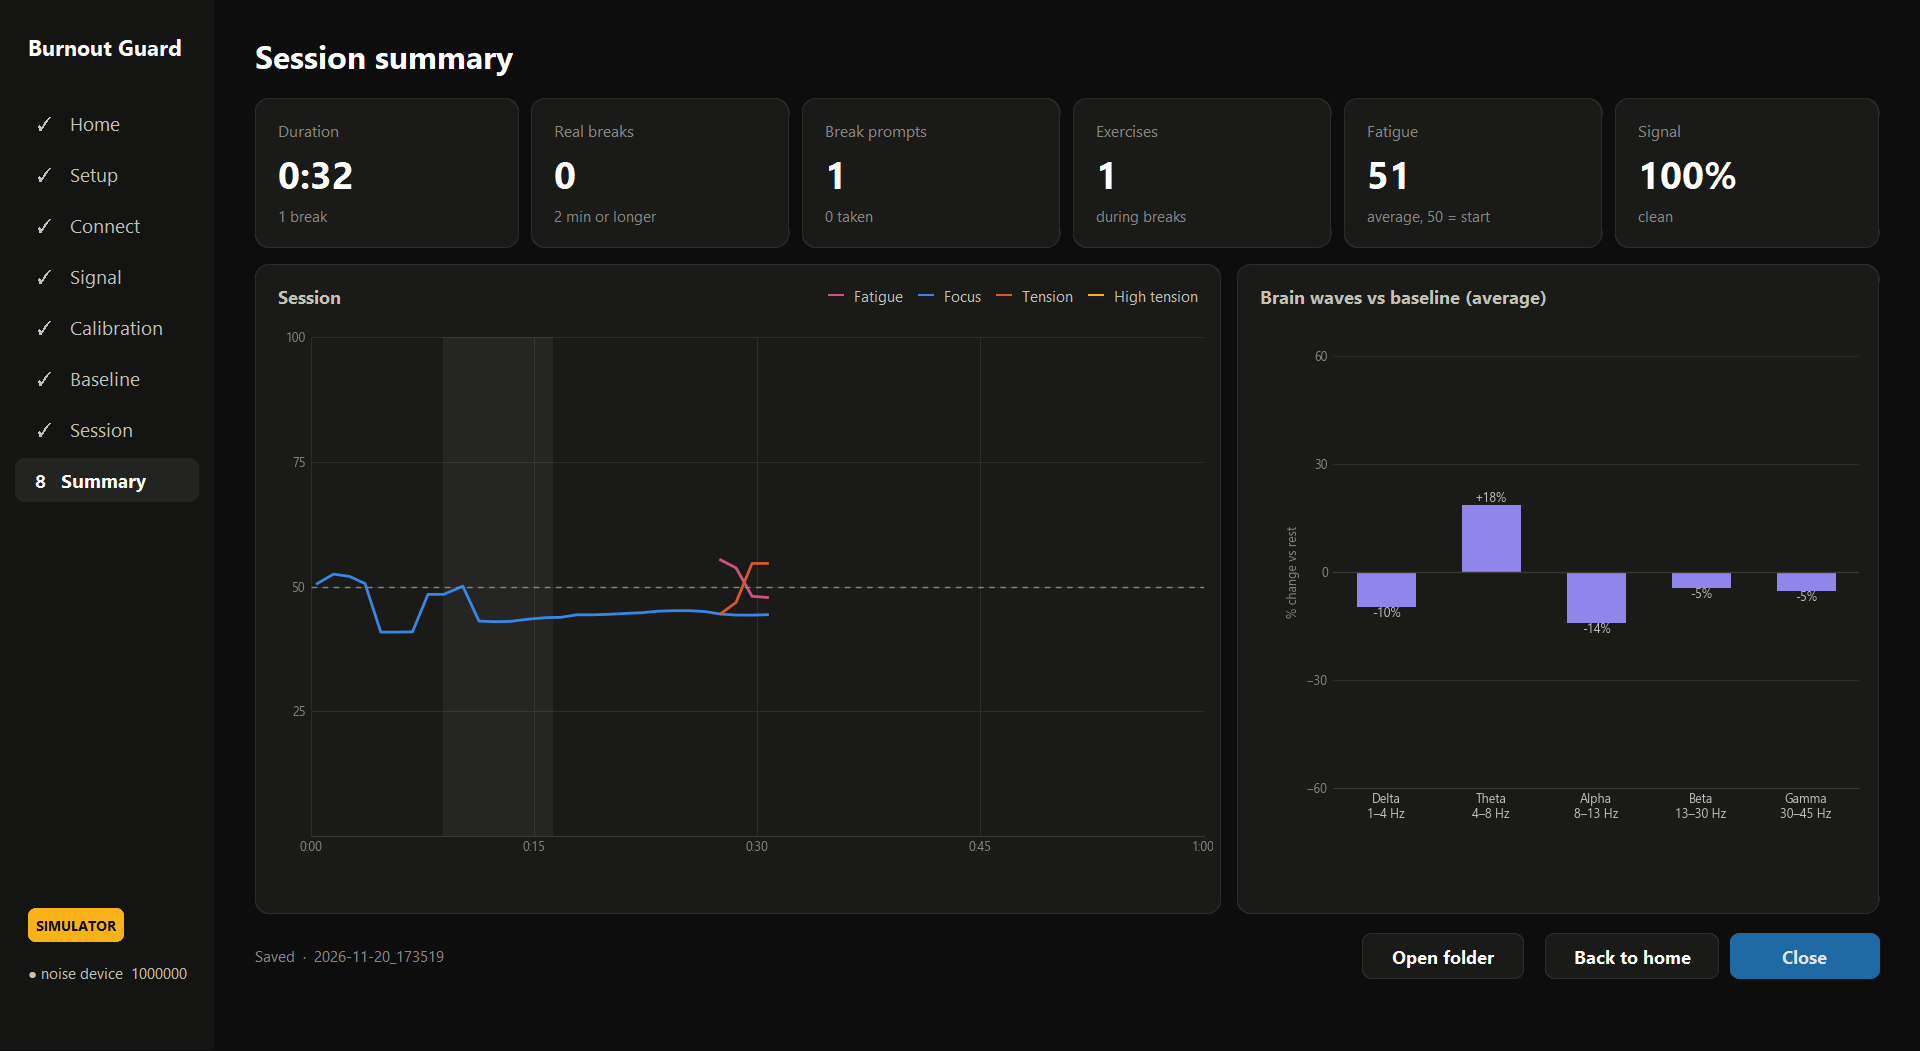 Burnout Guard
✓ Home
✓ Setup
✓ Connect
✓ Signal
✓ Calibration
✓ Baseline
✓ Session
8 Summary
SIMULATOR
● noise device 1000000
Session summary
Duration
0:32
1 break
Real breaks
0
2 min or longer
Break prompts
1
0 taken
Exercises
1
during breaks
Fatigue
51
average, 50 = start
Signal
100%
clean
Session
Fatigue Focus Tension High tension
100
75
50
25
0:00 0:15 0:30 0:45 1:00
Brain waves vs baseline (average)
% change vs rest
60
30
0
−30
−60
-10%
+18%
-14%
-5%
-5%
Delta
1–4 Hz
Theta
4–8 Hz
Alpha
8–13 Hz
Beta
13–30 Hz
Gamma
30–45 Hz
Saved · 2026-11-20_173519
Open folder
Back to home
Close